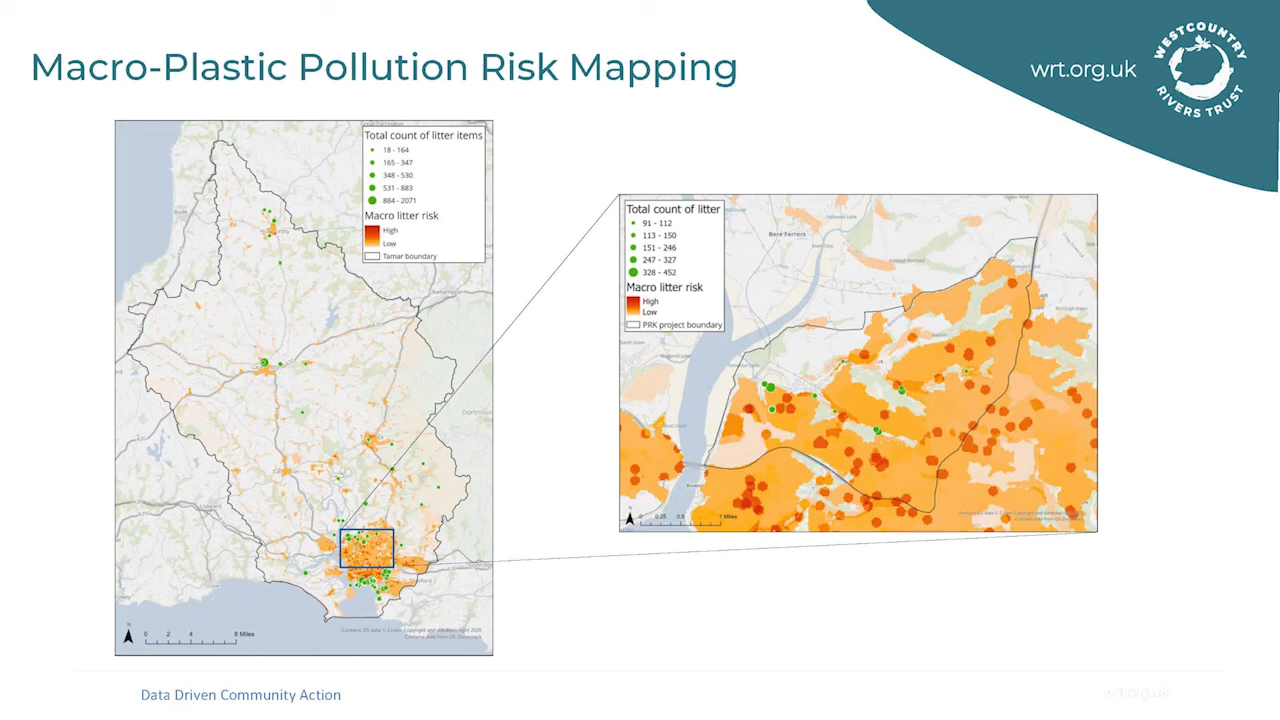 Macro-Plastic Pollution Risk Mapping
wrt.org.uk
WESTCOUNTRY
RIVERS TRUST
Total count of litter items
18 - 164
165 - 347
348 - 530
531 - 883
884 - 2071
Macro litter risk
High
Low
Tamar boundary
Bude
Liskeard
Dartmoor
Looe
N
0 2 4 8 Miles
Total count of litter
91 - 112
113 - 150
151 - 246
247 - 327
328 - 452
Macro litter risk
High
Low
PRK project boundary
Bere Ferrers
N
0 0.25 0.5 1 Miles
Data Driven Community Action
wrt.org.uk